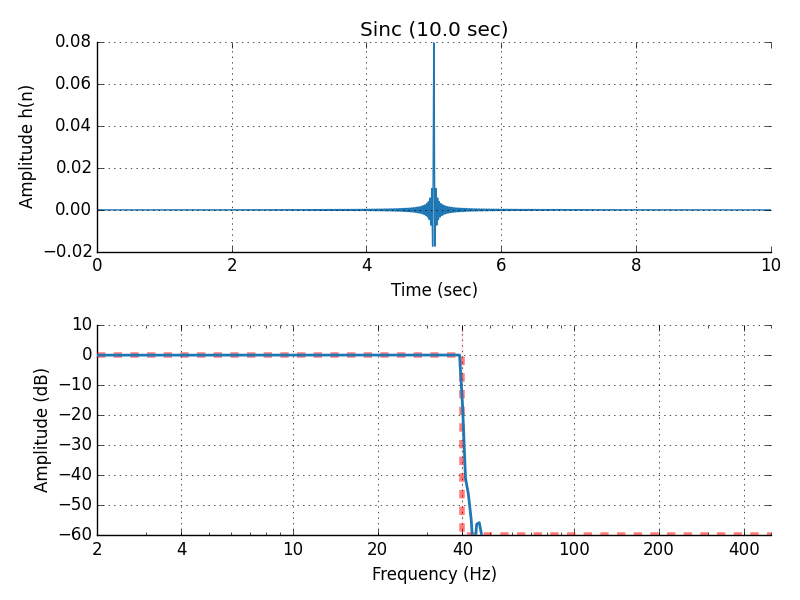 Sinc (10.0 sec)
0.08
0.06
0.04
0.02
0.00
−0.02
Amplitude h(n)
0 2 4 6 8 10
Time (sec)
10
0
−10
−20
−30
−40
−50
−60
Amplitude (dB)
2 4 10 20 40 100 200 400
Frequency (Hz)